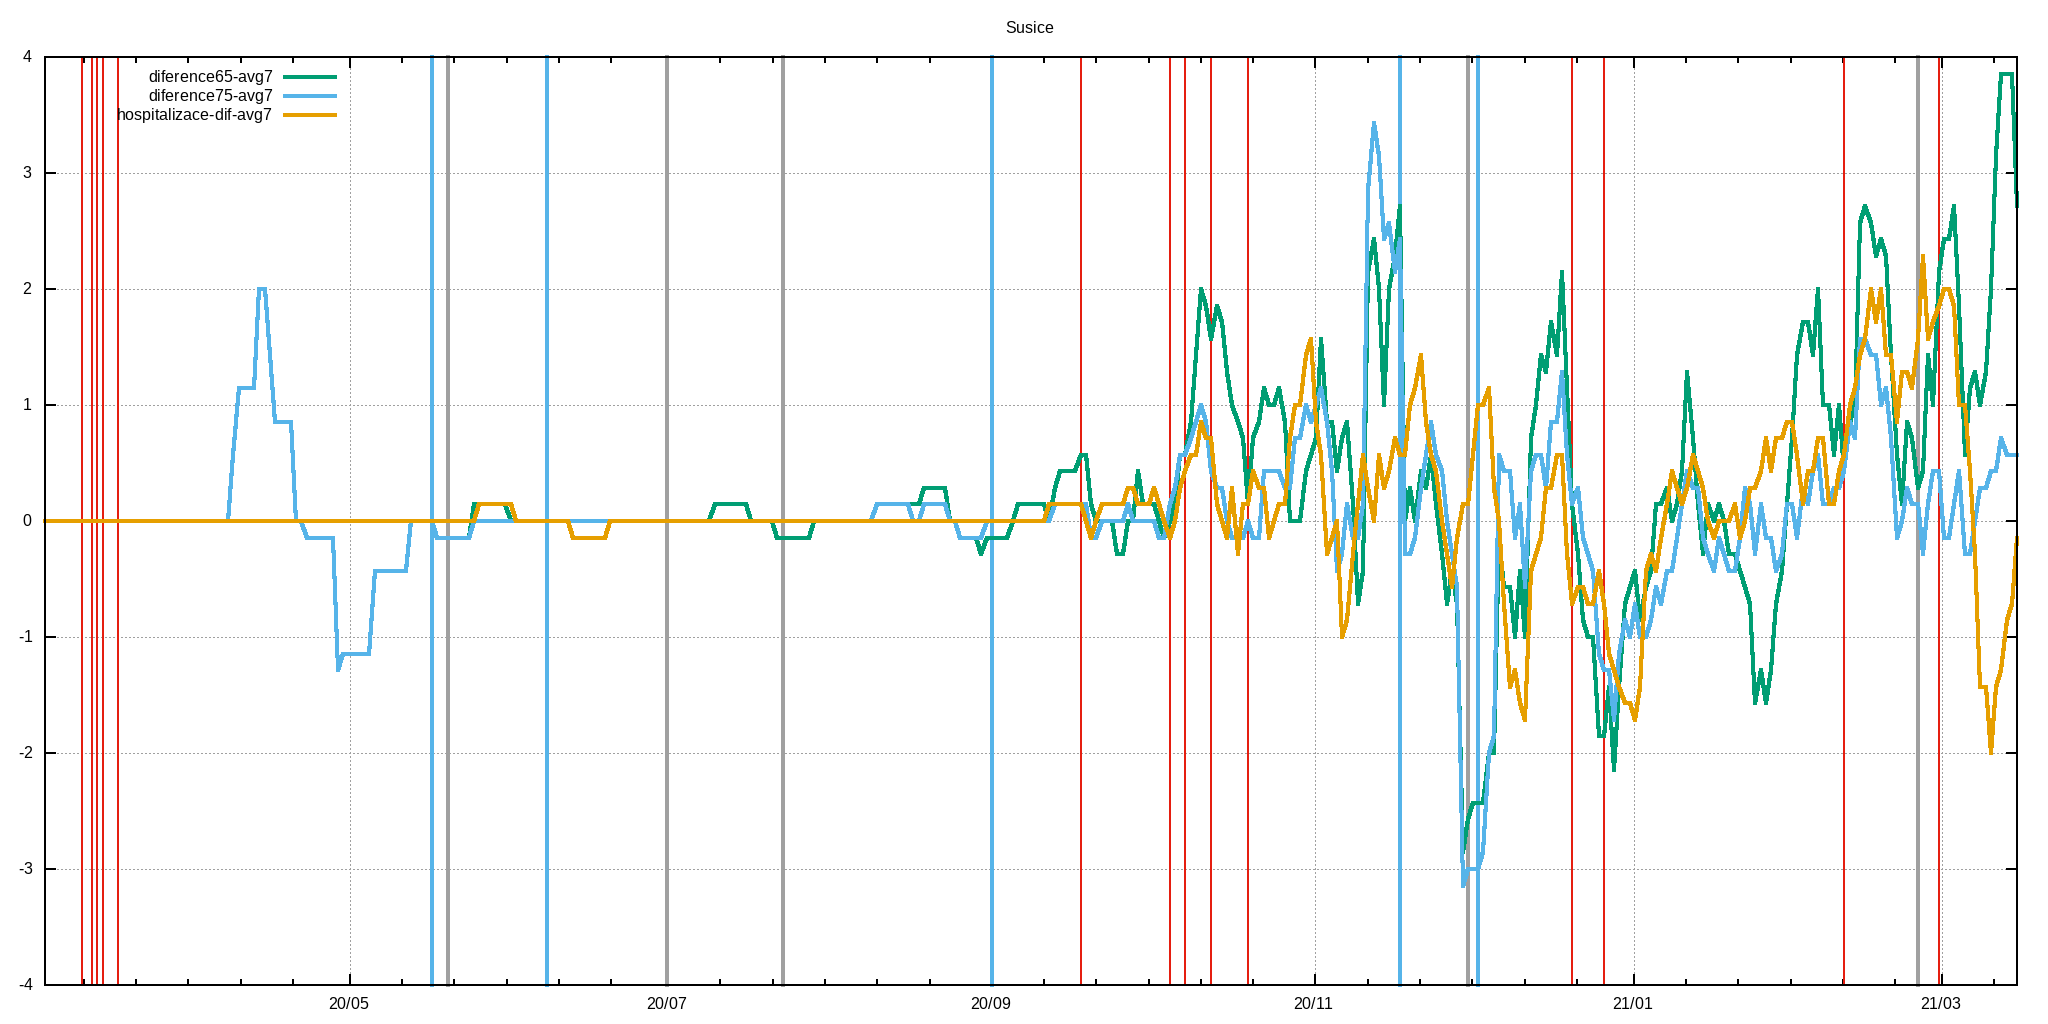 Susice
diference65-avg7
diference75-avg7
hospitalizace-dif-avg7
4
3
2
1
0
-1
-2
-3
-4
20/05 20/07 20/09 20/11 21/01 21/03